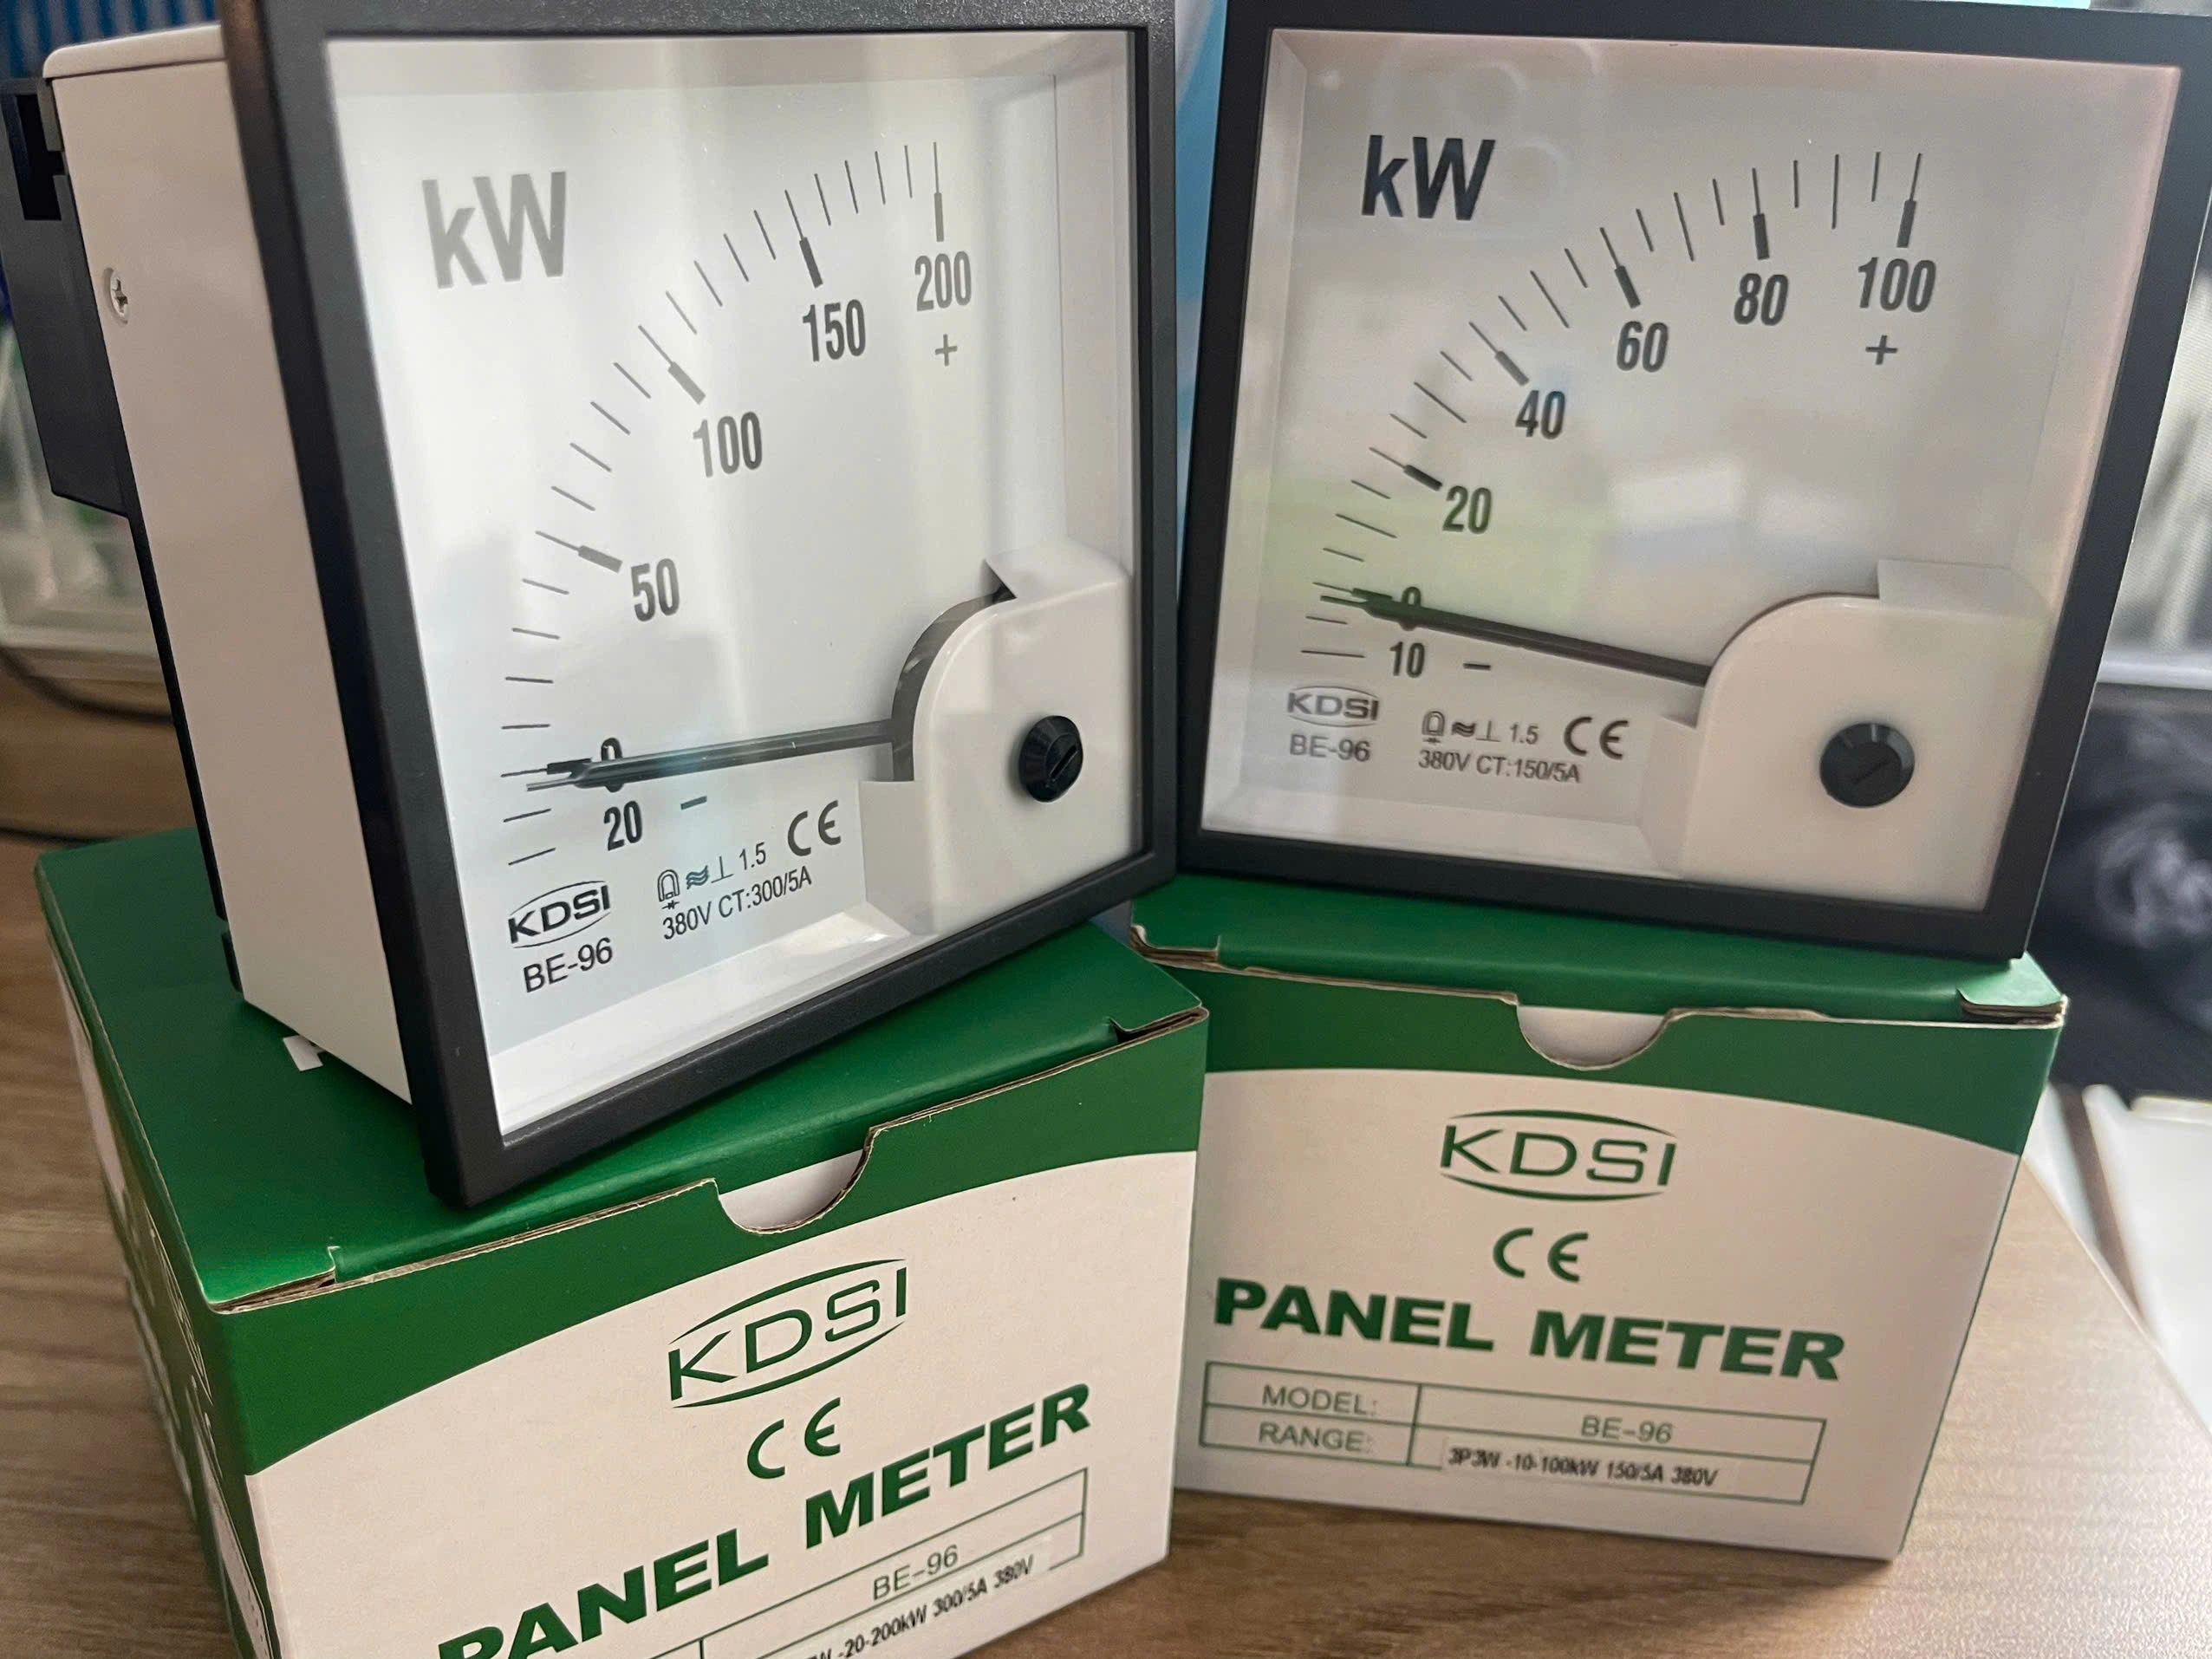 kW
200
+
150
100
50
0
20 −
KDSI
BE-96
1.5 CE
380V CT:300/5A
kW
100
+
80
60
40
20
0
10 −
KDSI
BE-96
1.5 CE
380V CT:150/5A
KDSI
CE
PANEL METER
BE-96
-20-200kW 300/5A 380V
KDSI
CE
PANEL METER
MODEL: BE-96
RANGE: 3P3W -10-100kW 150/5A 380V